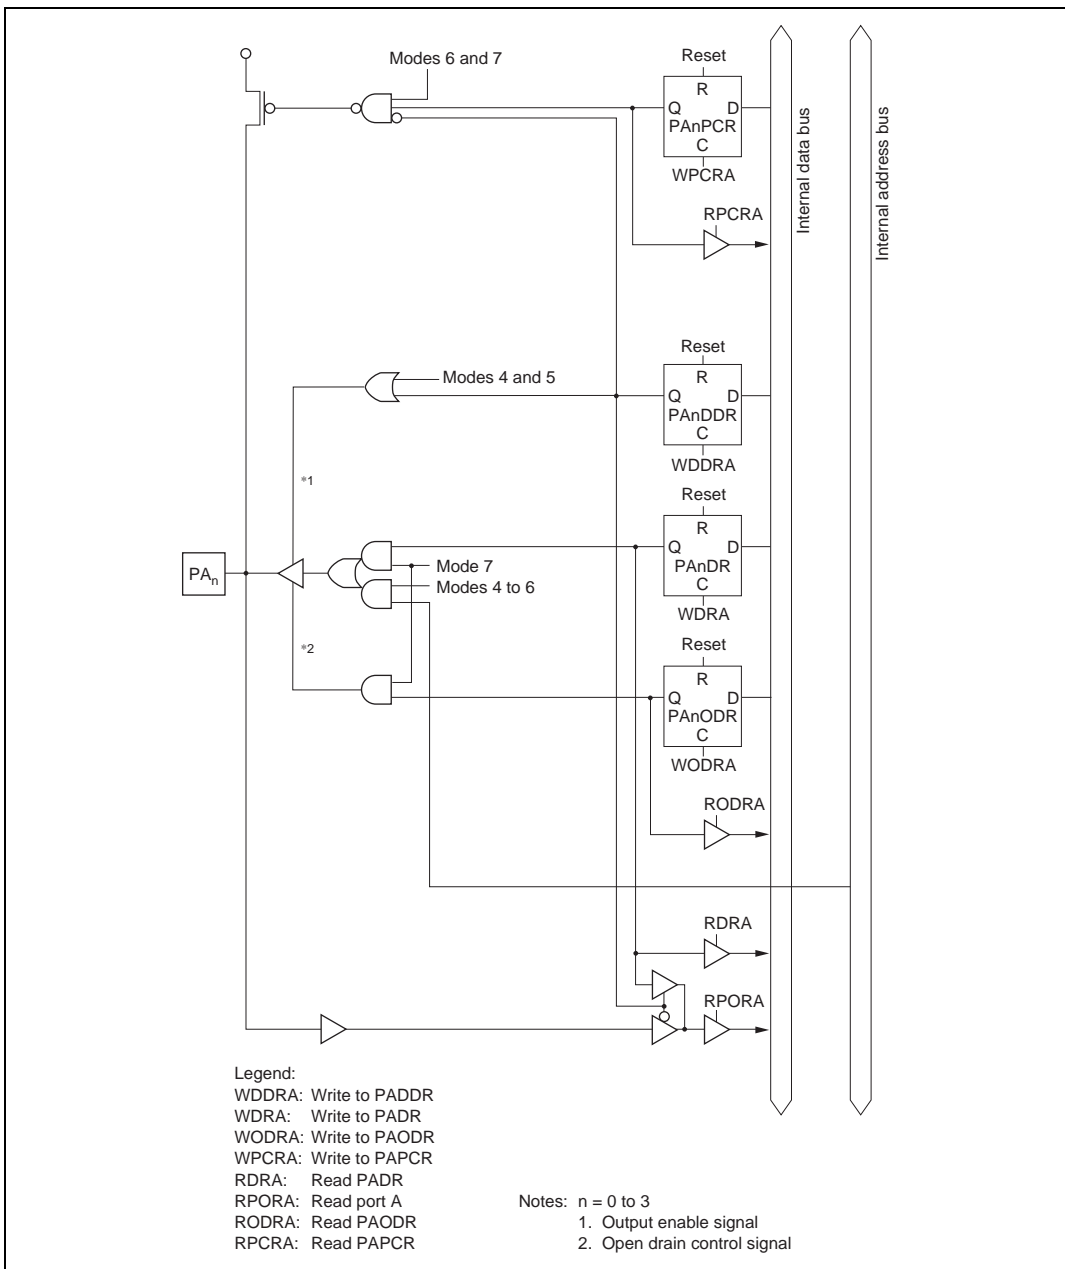 Modes 6 and 7
Reset
R
Q D
PAnPCR
C
WPCRA
RPCRA
Internal data bus
Internal address bus
Reset
R
Modes 4 and 5
Q D
PAnDDR
C
WDDRA
*1
Reset
R
Q D
PAnDR
C
WDRA
PAn
Mode 7
Modes 4 to 6
*2
Reset
R
Q D
PAnODR
C
WODRA
RODRA
RDRA
RPORA
Legend:
WDDRA: Write to PADDR
WDRA: Write to PADR
WODRA: Write to PAODR
WPCRA: Write to PAPCR
RDRA: Read PADR
RPORA: Read port A
RODRA: Read PAODR
RPCRA: Read PAPCR
Notes: n = 0 to 3
1. Output enable signal
2. Open drain control signal